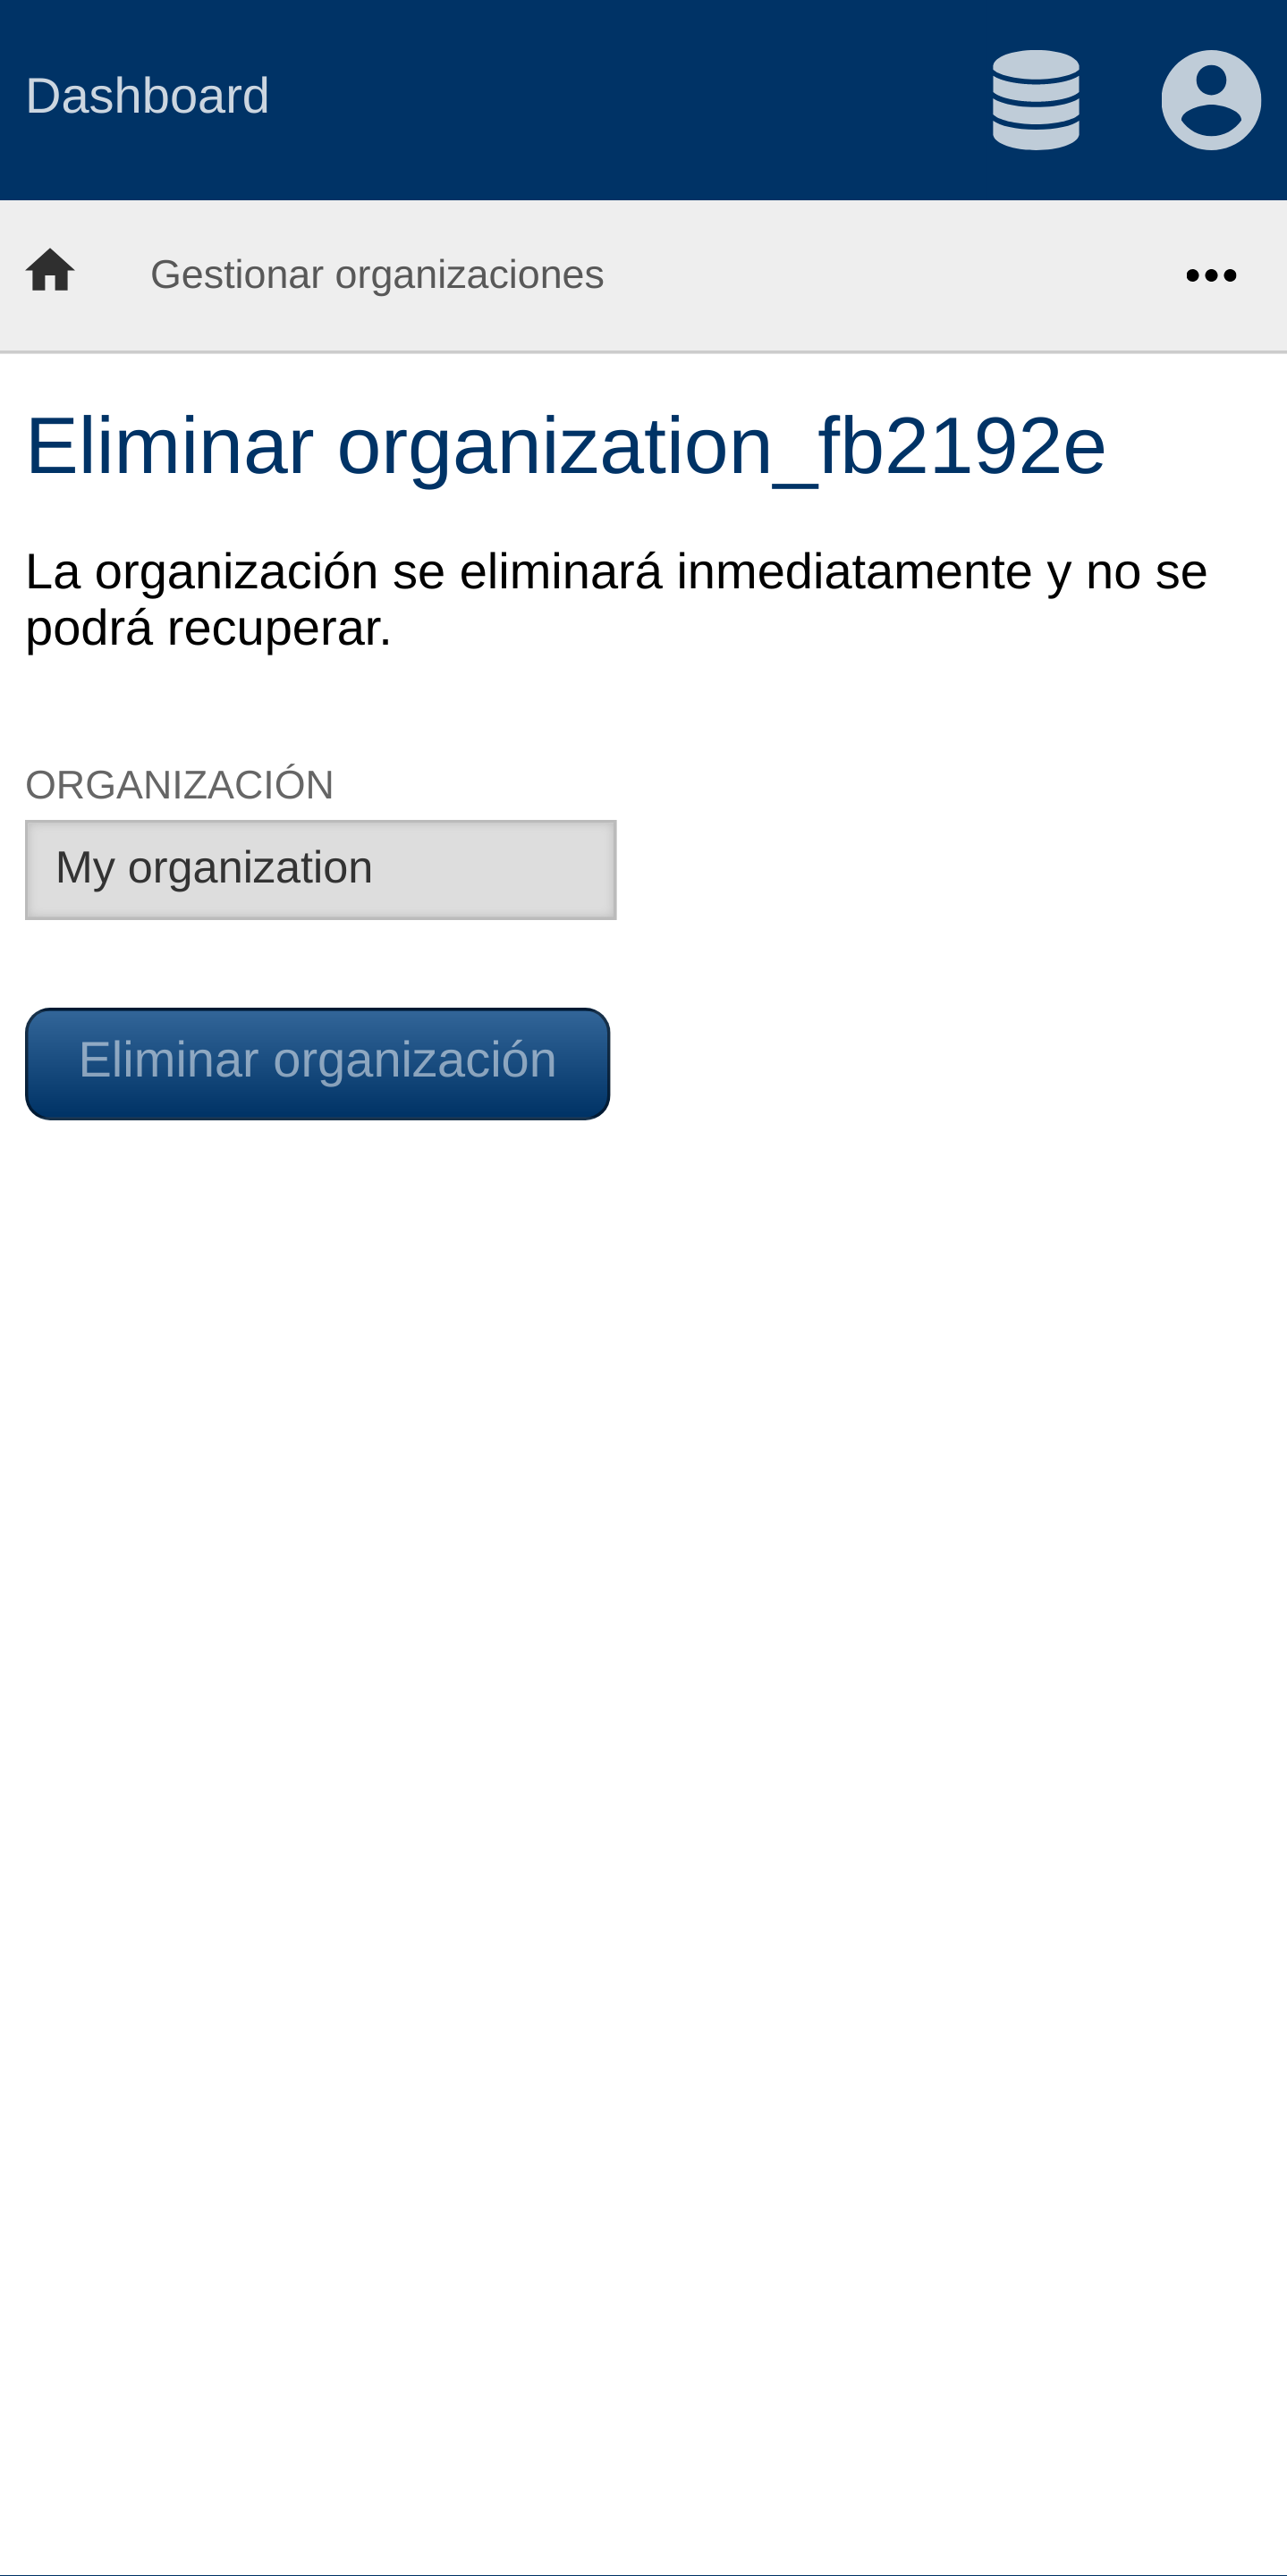 Dashboard
Gestionar organizaciones
Eliminar organization_fb2192e
La organización se eliminará inmediatamente y no se
podrá recuperar.
ORGANIZACIÓN
My organization
Eliminar organización